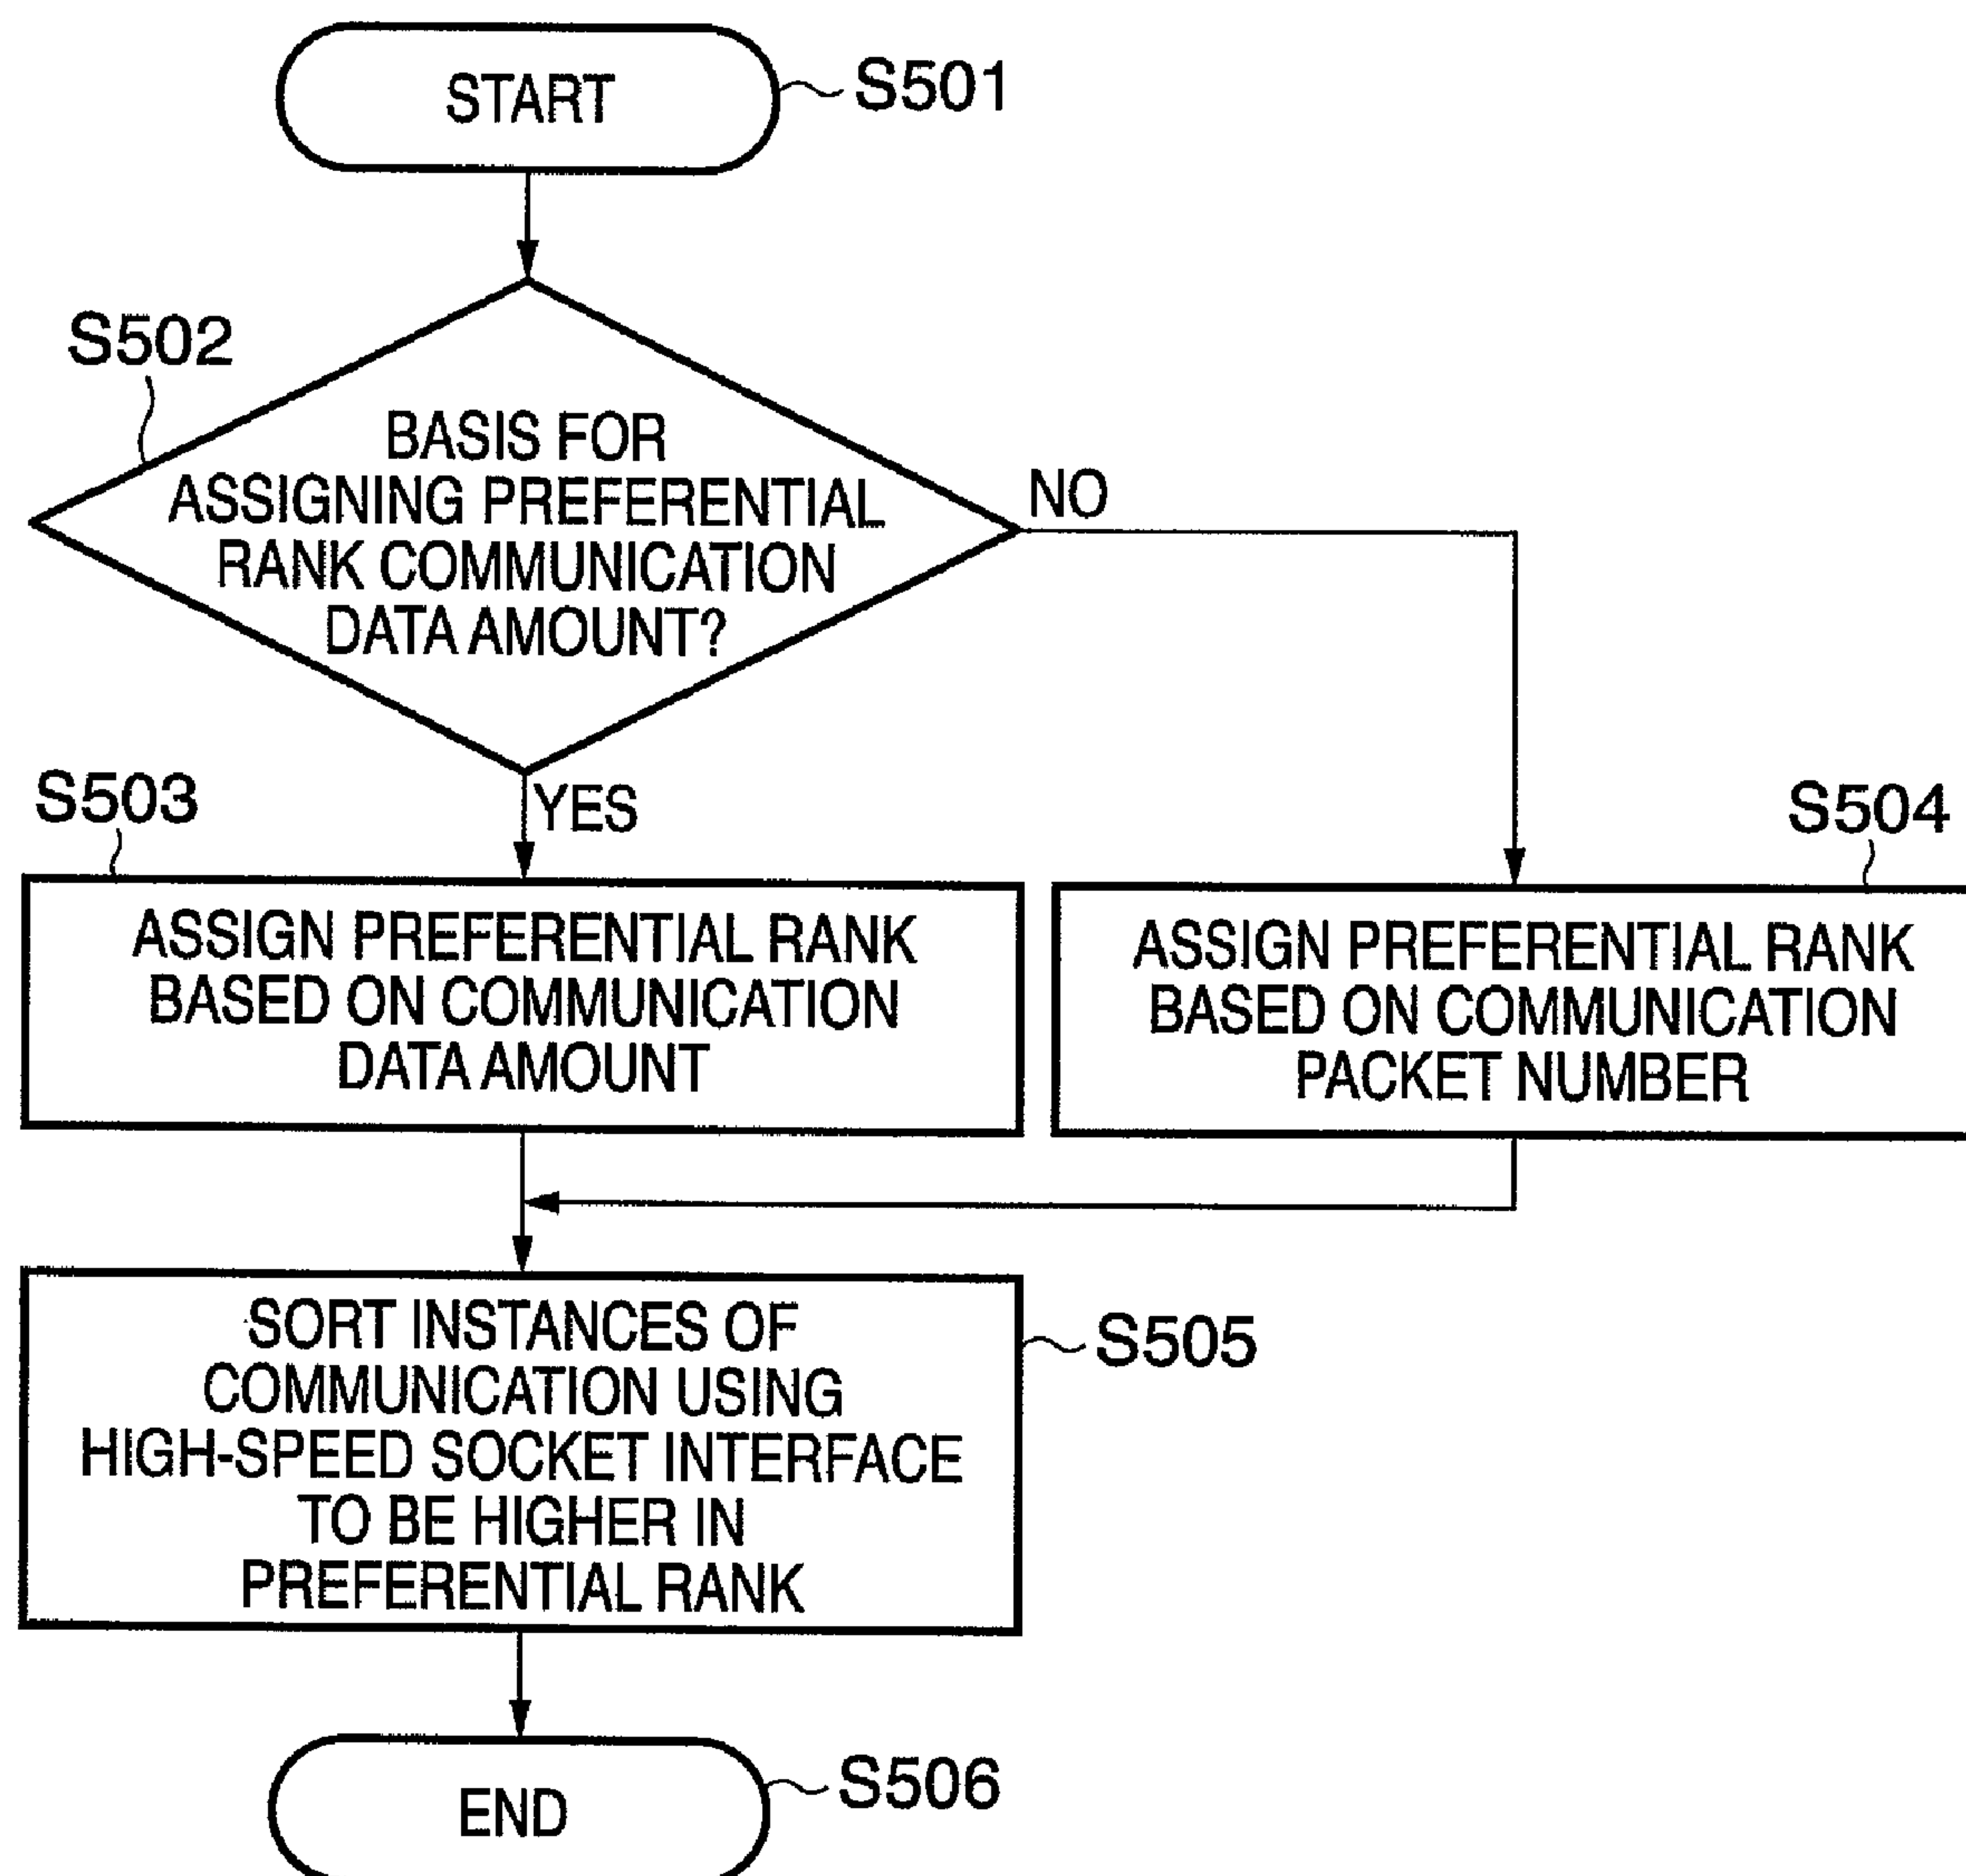 START
S501
S502
BASIS FOR
ASSIGNING PREFERENTIAL
RANK COMMUNICATION
DATA AMOUNT?
NO
YES
S503
ASSIGN PREFERENTIAL RANK
BASED ON COMMUNICATION
DATA AMOUNT
S504
ASSIGN PREFERENTIAL RANK
BASED ON COMMUNICATION
PACKET NUMBER
SORT INSTANCES OF
COMMUNICATION USING
HIGH-SPEED SOCKET INTERFACE
TO BE HIGHER IN
PREFERENTIAL RANK
S505
END
S506